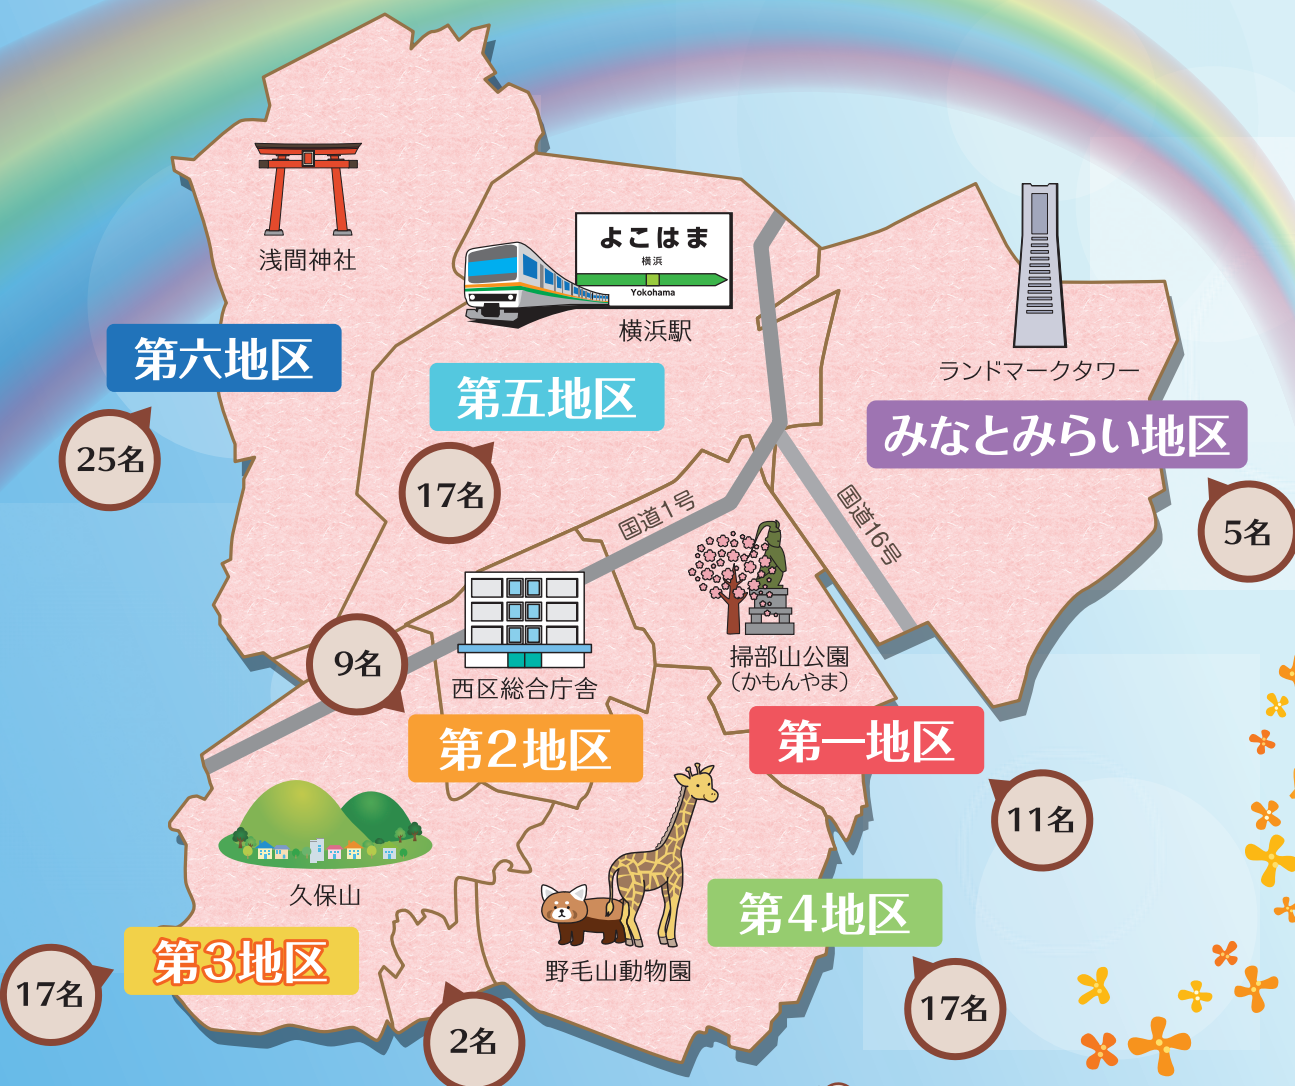 浅間神社
よこはま
横浜
Yokohama
横浜駅
ランドマークタワー
第六地区
25名
第五地区
17名
みなとみらい地区
5名
国道1号
国道16号
9名
西区総合庁舎
掃部山公園
（かもんやま）
第2地区
第一地区
11名
久保山
第4地区
第3地区
野毛山動物園
17名
2名
17名